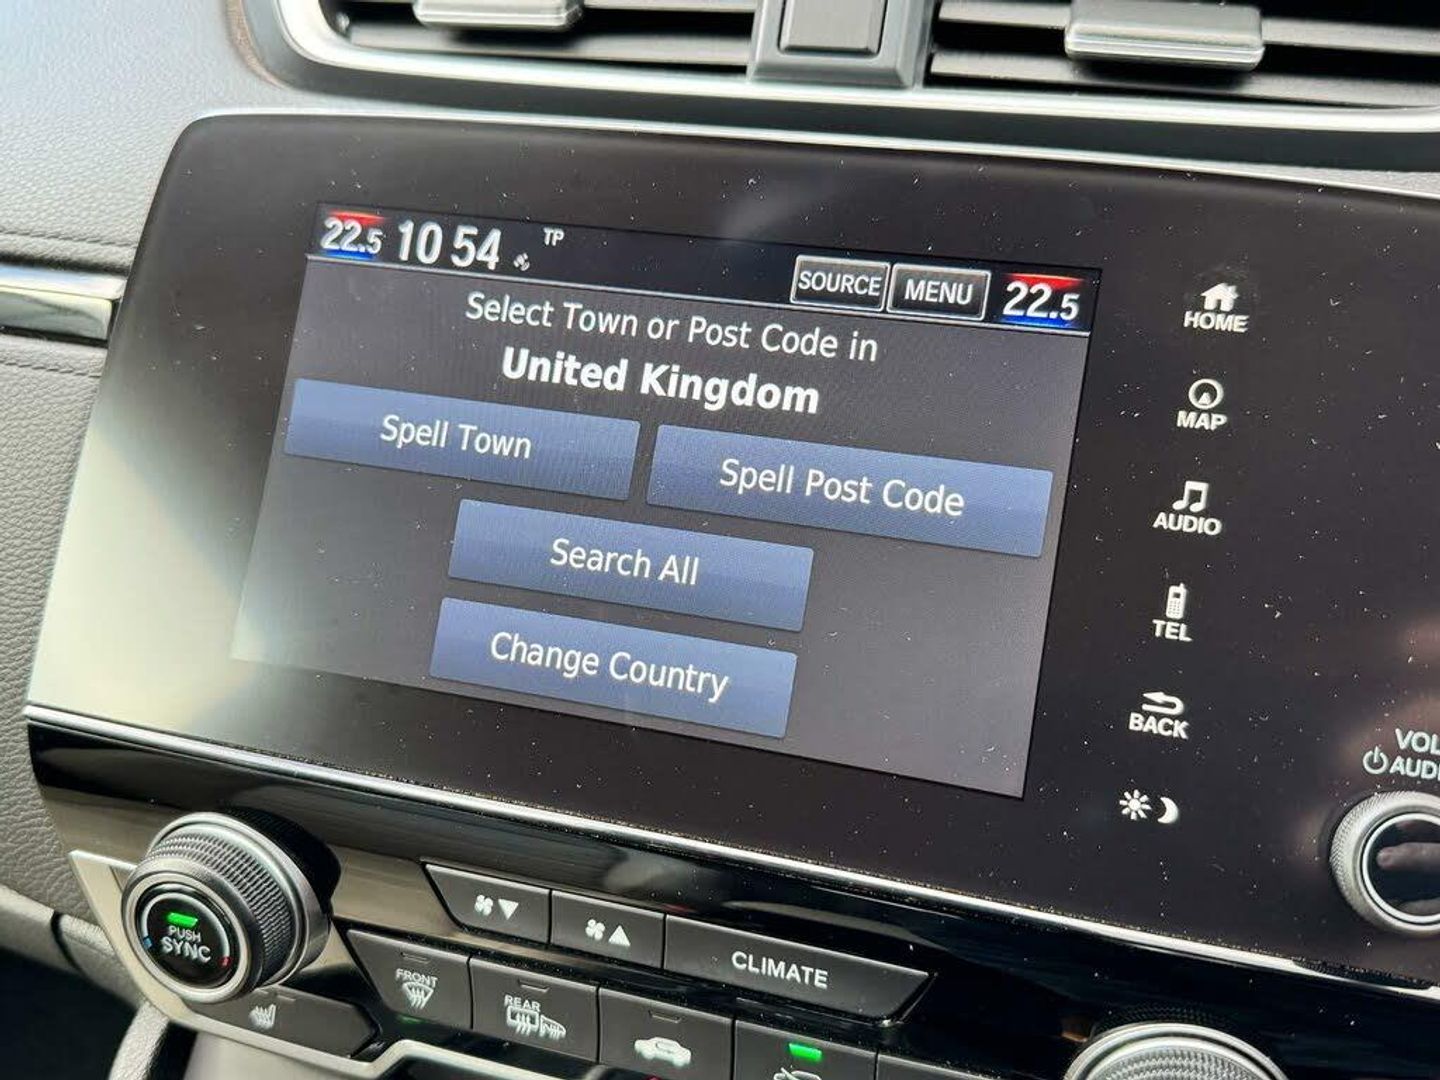 22.5 10 54 TP SOURCE MENU 22.5
Select Town or Post Code in
United Kingdom
Spell Town
Spell Post Code
Search All
Change Country
HOME
MAP
AUDIO
TEL
BACK
VOL
AUDI
PUSH
SYNC
CLIMATE
FRONT
REAR